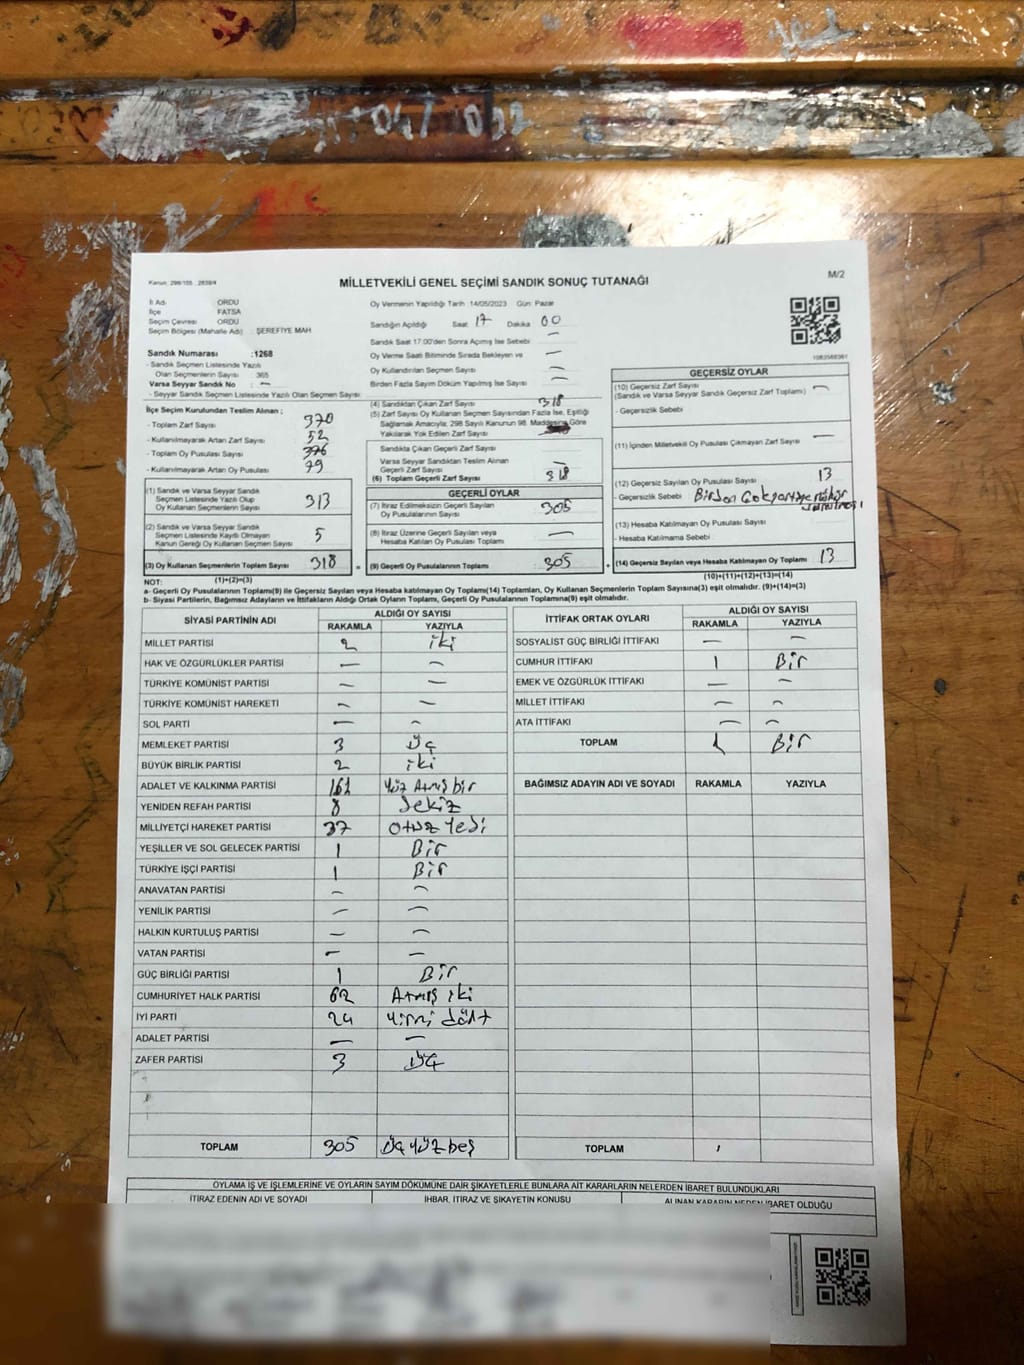 M/2
Kanun: 298/105 , 2839/4
MİLLETVEKİLİ GENEL SEÇİMİ SANDIK SONUÇ TUTANAĞI
İl Adı ORDU
İlçe FATSA
Seçim Çevresi ORDU
Seçim Bölgesi (Mahalle Adı) : ŞEREFİYE MAH
Sandık Numarası :1268
- Sandık Seçmen Listesinde Yazılı
Olan Seçmenlerin Sayısı 365
Varsa Seyyar Sandık No : —
- Seyyar Sandık Seçmen Listesinde Yazılı Olan Seçmen Sayısı
Oy Vermenin Yapıldığı Tarih 14/05/2023 Gün: Pazar
Sandığın Açıldığı Saat 17 Dakika 00
Sandık Saat 17.00'den Sonra Açılmış İse Sebebi —
Oy Verme Saati Bitiminde Sırada Bekleyen ve —
Oy Kullandırılan Seçmen Sayısı —
Birden Fazla Sayım Döküm Yapılmış İse Sayısı —
1083568361
İlçe Seçim Kurulundan Teslim Alınan ;
- Toplam Zarf Sayısı 370
- Kullanılmayarak Artan Zarf Sayısı 52
- Toplam Oy Pusulası Sayısı 396
- Kullanılmayarak Artan Oy Pusulası 79
(4) Sandıktan Çıkan Zarf Sayısı 318
(5) Zarf Sayısı Oy Kullanan Seçmen Sayısından Fazla İse, Eşitliği
Sağlamak Amacıyla; 298 Sayılı Kanunun 98. Maddesine Göre
Yakılarak Yok Edilen Zarf Sayısı
Sandıkta Çıkan Geçerli Zarf Sayısı
Varsa Seyyar Sandıktan Teslim Alınan
Geçerli Zarf Sayısı —
(6) Toplam Geçerli Zarf Sayısı 318
GEÇERSİZ OYLAR
(10) Geçersiz Zarf Sayısı —
(Sandık ve Varsa Seyyar Sandık Geçersiz Zarf Toplamı)
- Geçersizlik Sebebi
(11) İçinden Milletvekili Oy Pusulası Çıkmayan Zarf Sayısı —
(12) Geçersiz Sayılan Oy Pusulası Sayısı 13
- Geçersizlik Sebebi Birden Çok partiye mühür
(13) Hesaba Katılmayan Oy Pusulası Sayısı
- Hesaba Katılmama Sebebi
(14) Geçersiz Sayılan veya Hesaba Katılmayan Oy Toplamı 13
(10)+(11)+(12)+(13)=(14)
(1) Sandık ve Varsa Seyyar Sandık
Seçmen Listesinde Yazılı Olup
Oy Kullanan Seçmenlerin Sayısı 313
(2) Sandık ve Varsa Seyyar Sandık
Seçmen Listesinde Kayıtlı Olmayan
Kanun Gereği Oy Kullanan Seçmen Sayısı 5
(3) Oy Kullanan Seçmenlerin Toplam Sayısı 318 =
GEÇERLİ OYLAR
(7) İtiraz Edilmeksizin Geçerli Sayılan
Oy Pusulalarının Sayısı 305
(8) İtiraz Üzerine Geçerli Sayılan veya
Hesaba Katılan Oy Pusulası Toplamı —
(9) Geçerli Oy Pusulalarının Toplamı 305 +
NOT: (1)+(2)=(3)
a- Geçerli Oy Pusulalarının Toplamı(9) ile Geçersiz Sayılan veya Hesaba katılmayan Oy Toplamı(14) Toplamları, Oy Kullanan Seçmenlerin Toplam Sayısına(3) eşit olmalıdır. (9)+(14)=(3)
b- Siyasi Partilerin, Bağımsız Adayların ve İttifakların Aldığı Ortak Oyların Toplamı, Geçerli Oy Pusulalarının Toplamına(9) eşit olmalıdır.
SİYASİ PARTİNİN ADI ALDIĞI OY SAYISI
RAKAMLA YAZIYLA
MİLLET PARTİSİ 2 iki
HAK VE ÖZGÜRLÜKLER PARTİSİ — —
TÜRKİYE KOMÜNİST PARTİSİ — —
TÜRKİYE KOMÜNİST HAREKETİ — —
SOL PARTİ — —
MEMLEKET PARTİSİ 3 Üç
BÜYÜK BİRLİK PARTİSİ 2 iki
ADALET VE KALKINMA PARTİSİ 161 Yüz Atmış bir
YENİDEN REFAH PARTİSİ 8 Sekiz
MİLLİYETÇİ HAREKET PARTİSİ 37 Otuz Yedi
YEŞİLLER VE SOL GELECEK PARTİSİ 1 Bir
TÜRKİYE İŞÇİ PARTİSİ 1 Bir
ANAVATAN PARTİSİ — —
YENİLİK PARTİSİ — —
HALKIN KURTULUŞ PARTİSİ — —
VATAN PARTİSİ — —
GÜÇ BİRLİĞİ PARTİSİ 1 Bir
CUMHURİYET HALK PARTİSİ 62 Atmış iki
İYİ PARTİ 24 Yirmi dört
ADALET PARTİSİ — —
ZAFER PARTİSİ 3 Üç
TOPLAM 305 Üç Yüz beş
İTTİFAK ORTAK OYLARI ALDIĞI OY SAYISI
RAKAMLA YAZIYLA
SOSYALİST GÜÇ BİRLİĞİ İTTİFAKI — —
CUMHUR İTTİFAKI 1 Bir
EMEK VE ÖZGÜRLÜK İTTİFAKI — —
MİLLET İTTİFAKI — —
ATA İTTİFAKI — —
TOPLAM 1 Bir
BAĞIMSIZ ADAYIN ADI VE SOYADI RAKAMLA YAZIYLA
TOPLAM
OYLAMA İŞ VE İŞLEMLERİNE VE OYLARIN SAYIM DÖKÜMÜNE DAİR ŞİKAYETLERLE BUNLARA AİT KARARLARIN NELERDEN İBARET BULUNDUKLARI
İTİRAZ EDENİN ADI VE SOYADI İHBAR, İTİRAZ VE ŞİKAYETİN KONUSU ALINAN KARARIN NEDEN İBARET OLDUĞU